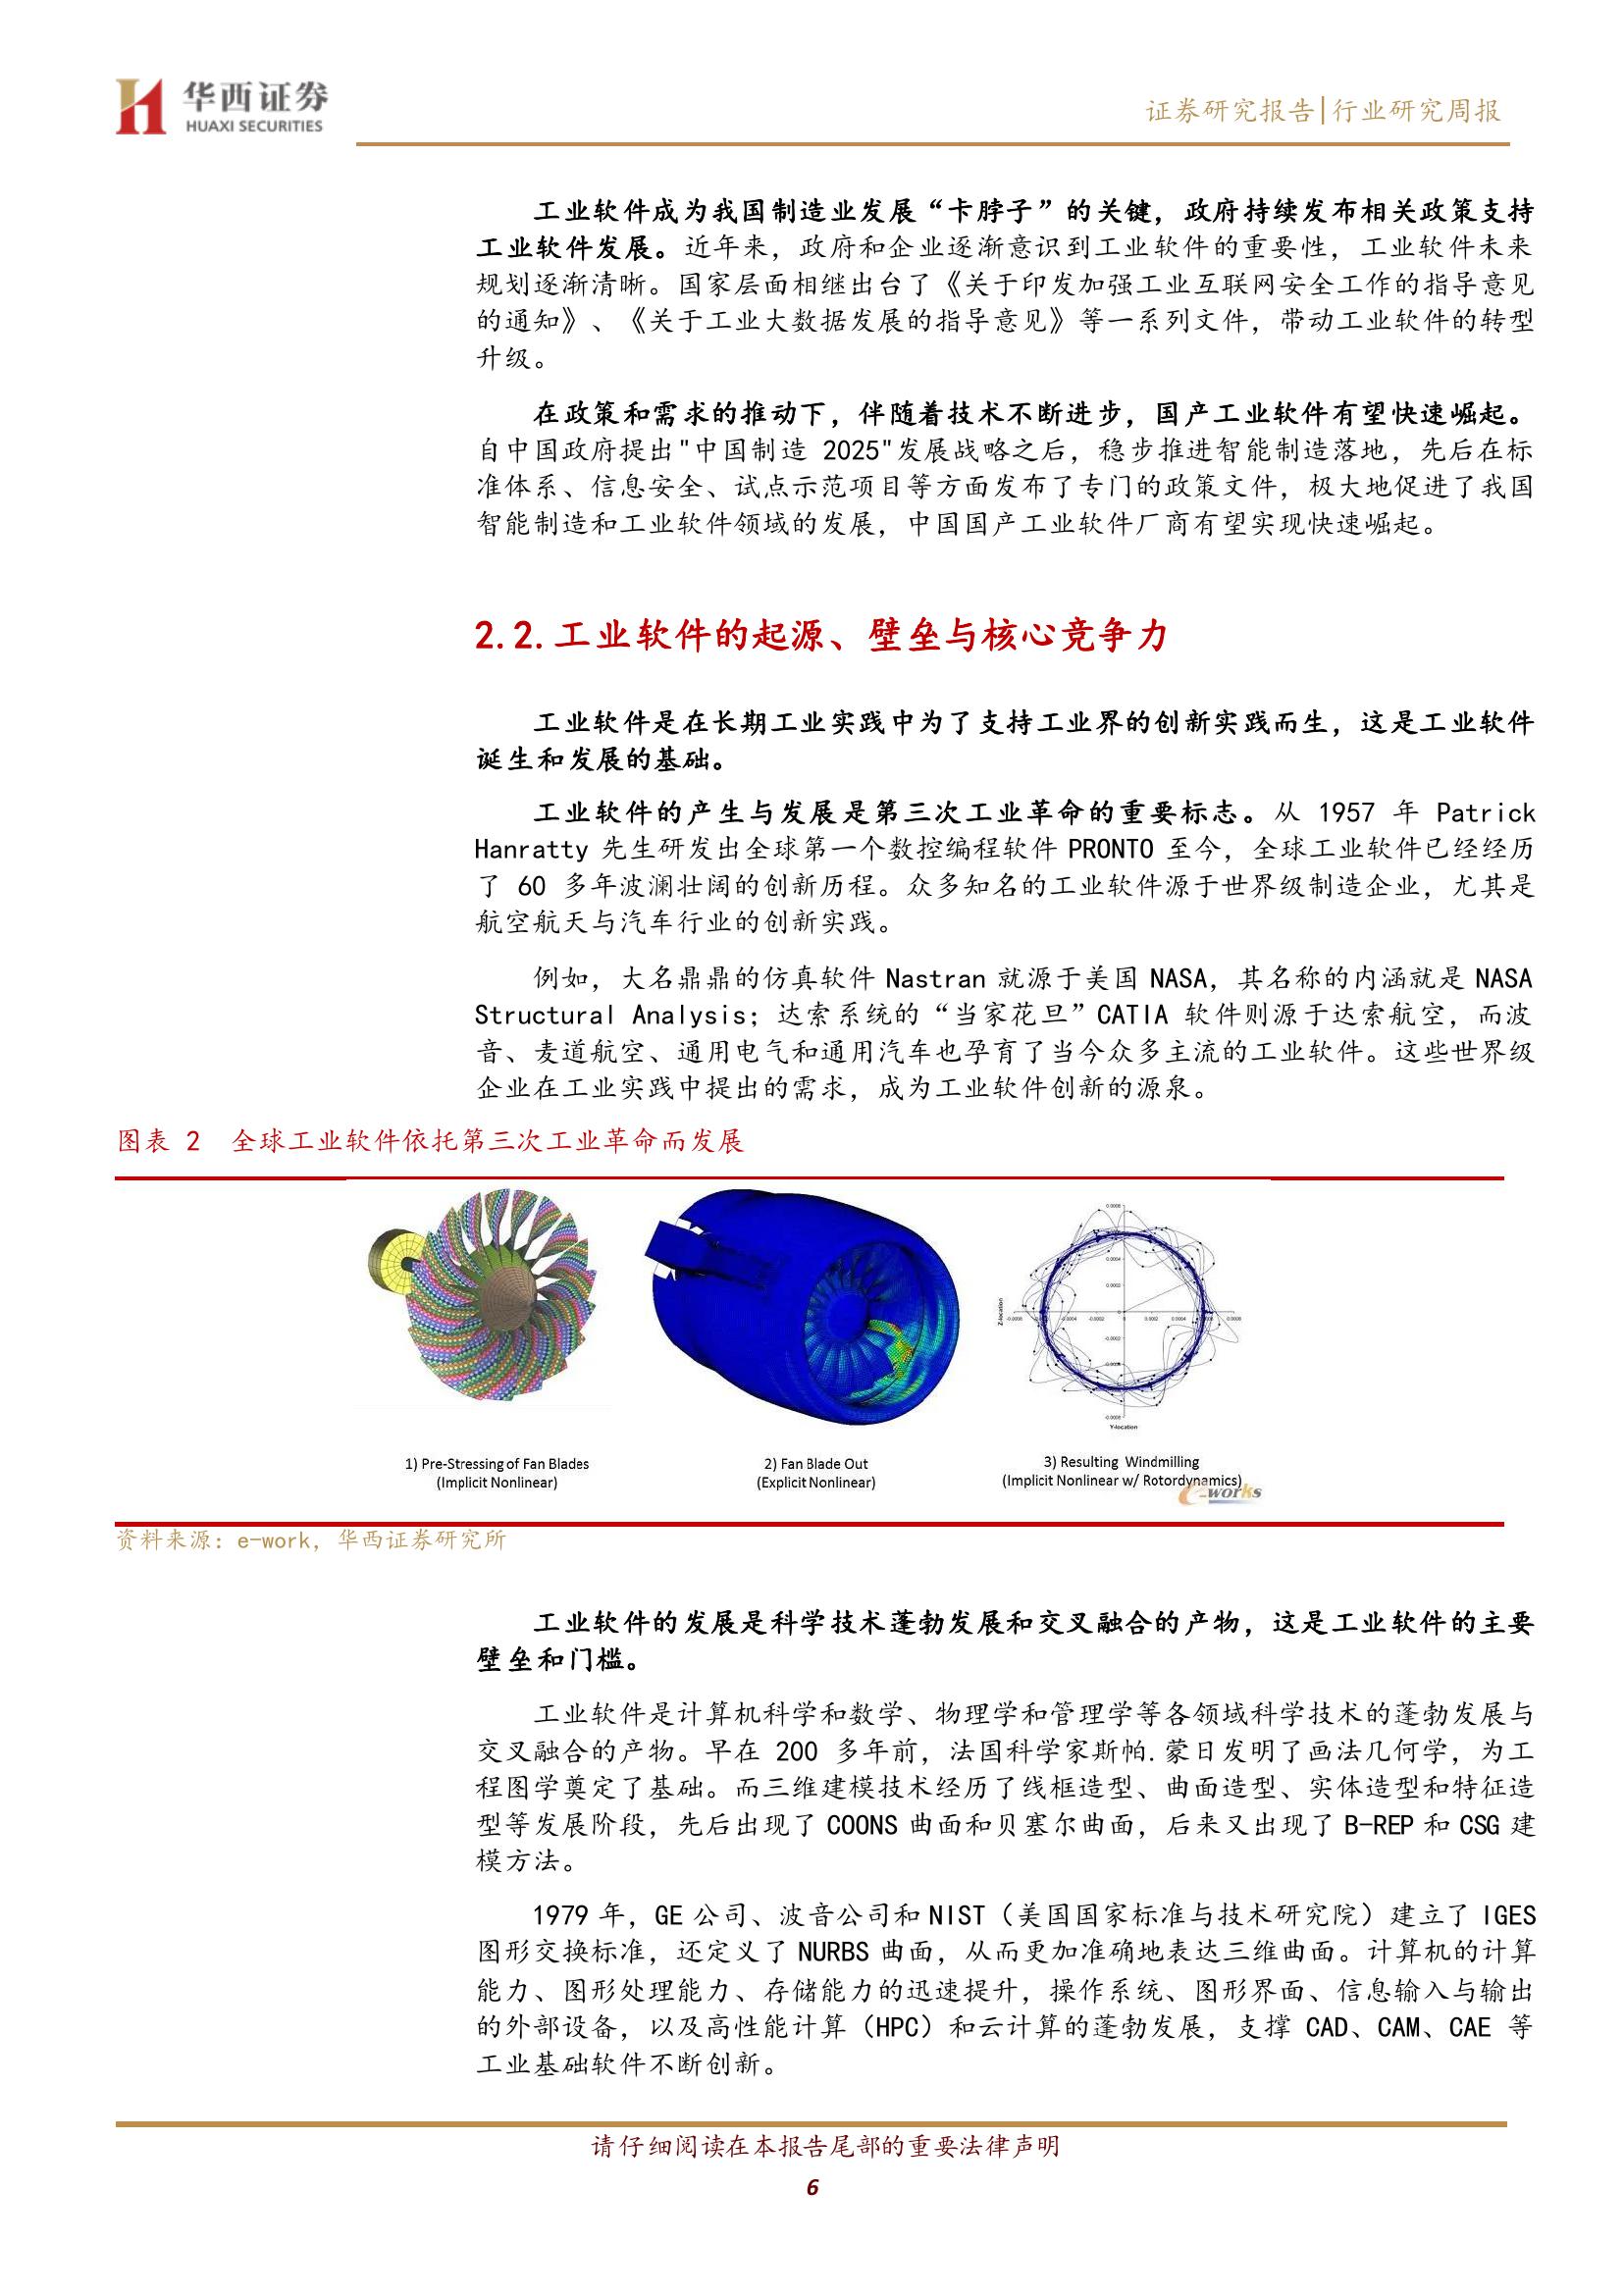 华西证券
HUAXI SECURITIES
证券研究报告|行业研究周报
工业软件成为我国制造业发展“卡脖子”的关键，政府持续发布相关政策支持
工业软件发展。近年来，政府和企业逐渐意识到工业软件的重要性，工业软件未来
规划逐渐清晰。国家层面相继出台了《关于印发加强工业互联网安全工作的指导意见
的通知》、《关于工业大数据发展的指导意见》等一系列文件，带动工业软件的转型
升级。
在政策和需求的推动下，伴随着技术不断进步，国产工业软件有望快速崛起。
自中国政府提出"中国制造 2025"发展战略之后，稳步推进智能制造落地，先后在标
准体系、信息安全、试点示范项目等方面发布了专门的政策文件，极大地促进了我国
智能制造和工业软件领域的发展，中国国产工业软件厂商有望实现快速崛起。
2.2.工业软件的起源、壁垒与核心竞争力
工业软件是在长期工业实践中为了支持工业界的创新实践而生，这是工业软件
诞生和发展的基础。
工业软件的产生与发展是第三次工业革命的重要标志。从 1957 年 Patrick
Hanratty 先生研发出全球第一个数控编程软件 PRONTO 至今，全球工业软件已经经历
了 60 多年波澜壮阔的创新历程。众多知名的工业软件源于世界级制造企业，尤其是
航空航天与汽车行业的创新实践。
例如，大名鼎鼎的仿真软件 Nastran 就源于美国 NASA，其名称的内涵就是 NASA
Structural Analysis；达索系统的“当家花旦”CATIA 软件则源于达索航空，而波
音、麦道航空、通用电气和通用汽车也孕育了当今众多主流的工业软件。这些世界级
企业在工业实践中提出的需求，成为工业软件创新的源泉。
图表 2 全球工业软件依托第三次工业革命而发展
0.0008
0.0004
0.0002
Z-location
-0.0008
-0.0004
-0.0002
0
0.0002
0.0004
0.0008
-0.0002
-0.0008
Y-location
1) Pre-Stressing of Fan Blades
(Implicit Nonlinear)
2) Fan Blade Out
(Explicit Nonlinear)
3) Resulting Windmilling
(Implicit Nonlinear w/ Rotordynamics)
e-works
资料来源：e-work，华西证券研究所
工业软件的发展是科学技术蓬勃发展和交叉融合的产物，这是工业软件的主要
壁垒和门槛。
工业软件是计算机科学和数学、物理学和管理学等各领域科学技术的蓬勃发展与
交叉融合的产物。早在 200 多年前，法国科学家斯帕.蒙日发明了画法几何学，为工
程图学奠定了基础。而三维建模技术经历了线框造型、曲面造型、实体造型和特征造
型等发展阶段，先后出现了 COONS 曲面和贝塞尔曲面，后来又出现了 B-REP 和 CSG 建
模方法。
1979 年，GE 公司、波音公司和 NIST（美国国家标准与技术研究院）建立了 IGES
图形交换标准，还定义了 NURBS 曲面，从而更加准确地表达三维曲面。计算机的计算
能力、图形处理能力、存储能力的迅速提升，操作系统、图形界面、信息输入与输出
的外部设备，以及高性能计算（HPC）和云计算的蓬勃发展，支撑 CAD、CAM、CAE 等
工业基础软件不断创新。
请仔细阅读在本报告尾部的重要法律声明
6